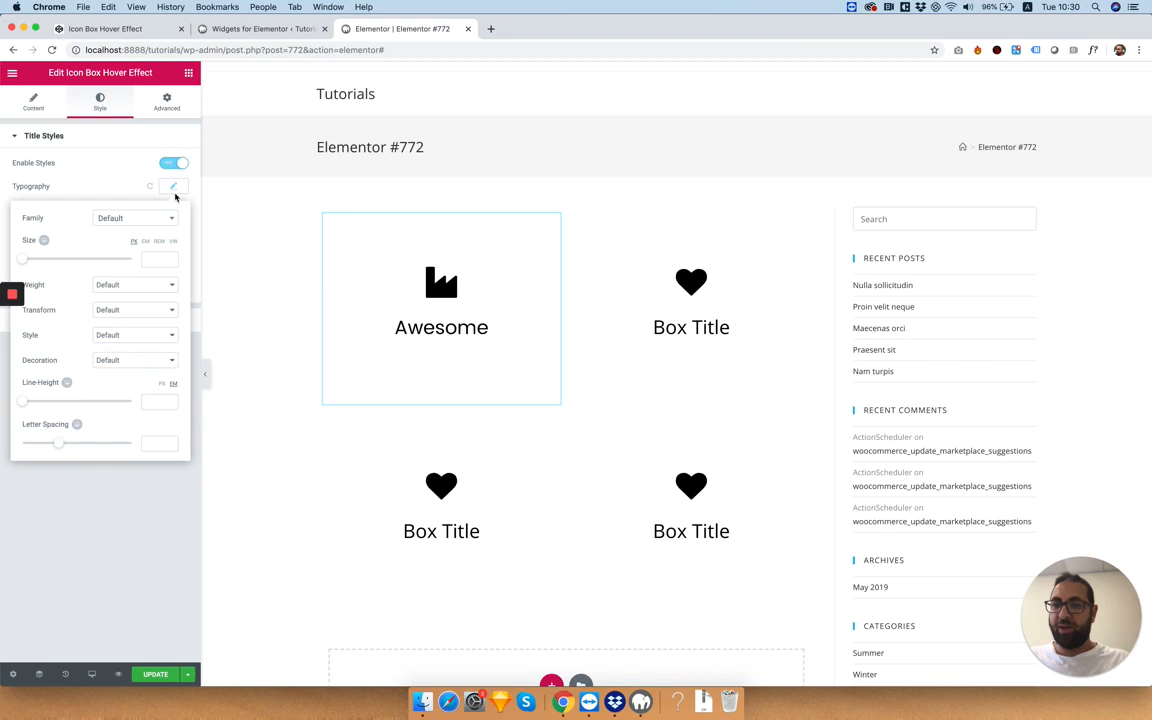 Chrome File Edit View History Bookmarks People Tab Window Help
96% Tue 10:30
Icon Box Hover Effect
Widgets for Elementor ‹ Tutori
Elementor | Elementor #772
localhost:8888/tutorials/wp-admin/post.php?post=772&action=elementor#
f?
Edit Icon Box Hover Effect
Content
Style
Advanced
Title Styles
Enable Styles
YES
Typography
Family
Default
Size
PX EM REM VW
Weight
Default
Transform
Default
Style
Default
Decoration
Default
Line-Height
PX EM
Letter Spacing
UPDATE
Tutorials
Elementor #772
> Elementor #772
Awesome
Box Title
Box Title
Box Title
Search
RECENT POSTS
Nulla sollicitudin
Proin velit neque
Maecenas orci
Praesent sit
Nam turpis
RECENT COMMENTS
ActionScheduler on
woocommerce_update_marketplace_suggestions
ActionScheduler on
woocommerce_update_marketplace_suggestions
ActionScheduler on
woocommerce_update_marketplace_suggestions
ARCHIVES
May 2019
CATEGORIES
Summer
Winter